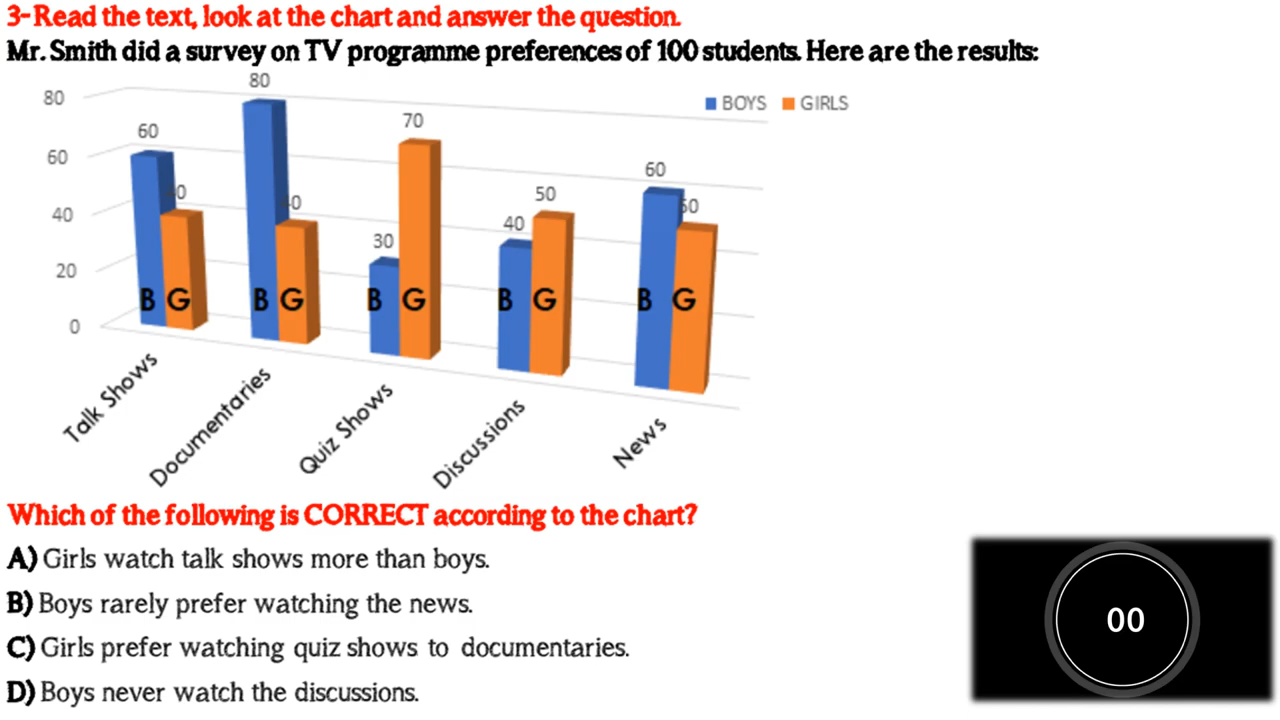 3-Read the text, look at the chart and answer the question.
Mr. Smith did a survey on TV programme preferences of 100 students. Here are the results:
80
60
40
20
0
BOYS GIRLS
60
80
70
30
50
40
60
B G B G B G B G B G
Talk Shows
Documentaries
Quiz Shows
Discussions
News
Which of the following is CORRECT according to the chart?
A) Girls watch talk shows more than boys.
B) Boys rarely prefer watching the news.
C) Girls prefer watching quiz shows to documentaries.
D) Boys never watch the discussions.
00